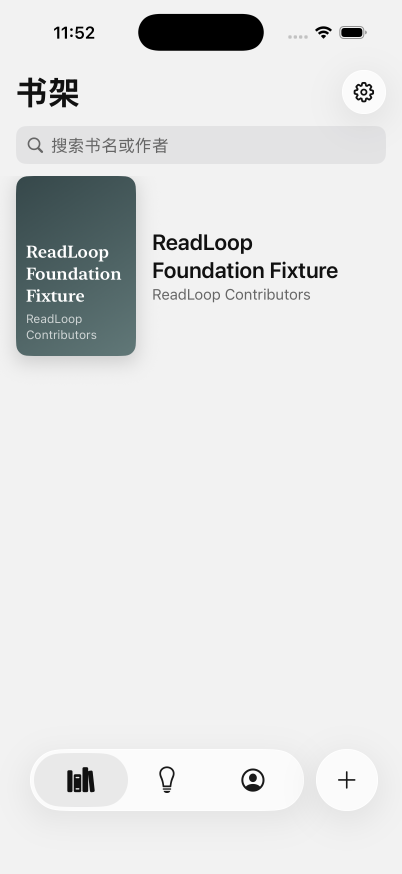 11:52
书架
搜索书名或作者
ReadLoop
Foundation
Fixture
ReadLoop
Contributors
ReadLoop
Foundation Fixture
ReadLoop Contributors